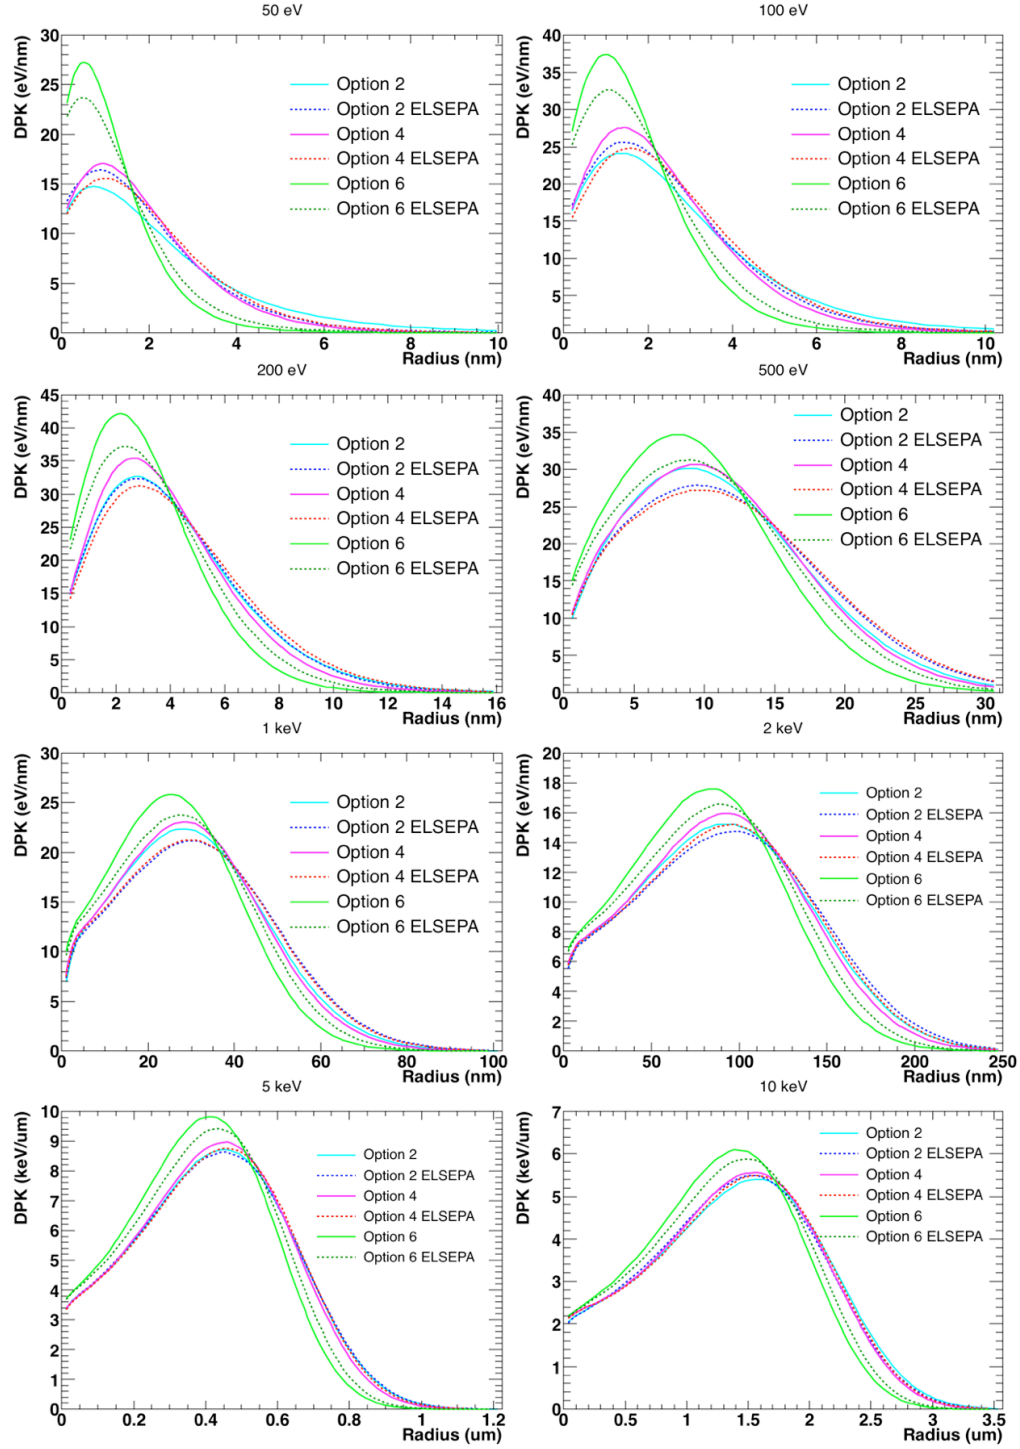 50 eV
DPK (eV/nm)
30
25
20
15
10
5
0
0 2 4 6 8 10
Radius (nm)
Option 2
Option 2 ELSEPA
Option 4
Option 4 ELSEPA
Option 6
Option 6 ELSEPA
100 eV
DPK (eV/nm)
40
35
30
25
20
15
10
5
0
0 2 4 6 8 10
Radius (nm)
Option 2
Option 2 ELSEPA
Option 4
Option 4 ELSEPA
Option 6
Option 6 ELSEPA
200 eV
DPK (eV/nm)
45
40
35
30
25
20
15
10
5
0
0 2 4 6 8 10 12 14 16
Radius (nm)
Option 2
Option 2 ELSEPA
Option 4
Option 4 ELSEPA
Option 6
Option 6 ELSEPA
500 eV
DPK (eV/nm)
40
35
30
25
20
15
10
5
0
0 5 10 15 20 25 30
Radius (nm)
Option 2
Option 2 ELSEPA
Option 4
Option 4 ELSEPA
Option 6
Option 6 ELSEPA
1 keV
DPK (eV/nm)
30
25
20
15
10
5
0
0 20 40 60 80 100
Radius (nm)
Option 2
Option 2 ELSEPA
Option 4
Option 4 ELSEPA
Option 6
Option 6 ELSEPA
2 keV
DPK (eV/nm)
20
18
16
14
12
10
8
6
4
2
0
0 50 100 150 200 250
Radius (nm)
Option 2
Option 2 ELSEPA
Option 4
Option 4 ELSEPA
Option 6
Option 6 ELSEPA
5 keV
DPK (keV/um)
10
9
8
7
6
5
4
3
2
1
0
0 0.2 0.4 0.6 0.8 1 1.2
Radius (um)
Option 2
Option 2 ELSEPA
Option 4
Option 4 ELSEPA
Option 6
Option 6 ELSEPA
10 keV
DPK (keV/um)
7
6
5
4
3
2
1
0
0 0.5 1 1.5 2 2.5 3 3.5
Radius (um)
Option 2
Option 2 ELSEPA
Option 4
Option 4 ELSEPA
Option 6
Option 6 ELSEPA